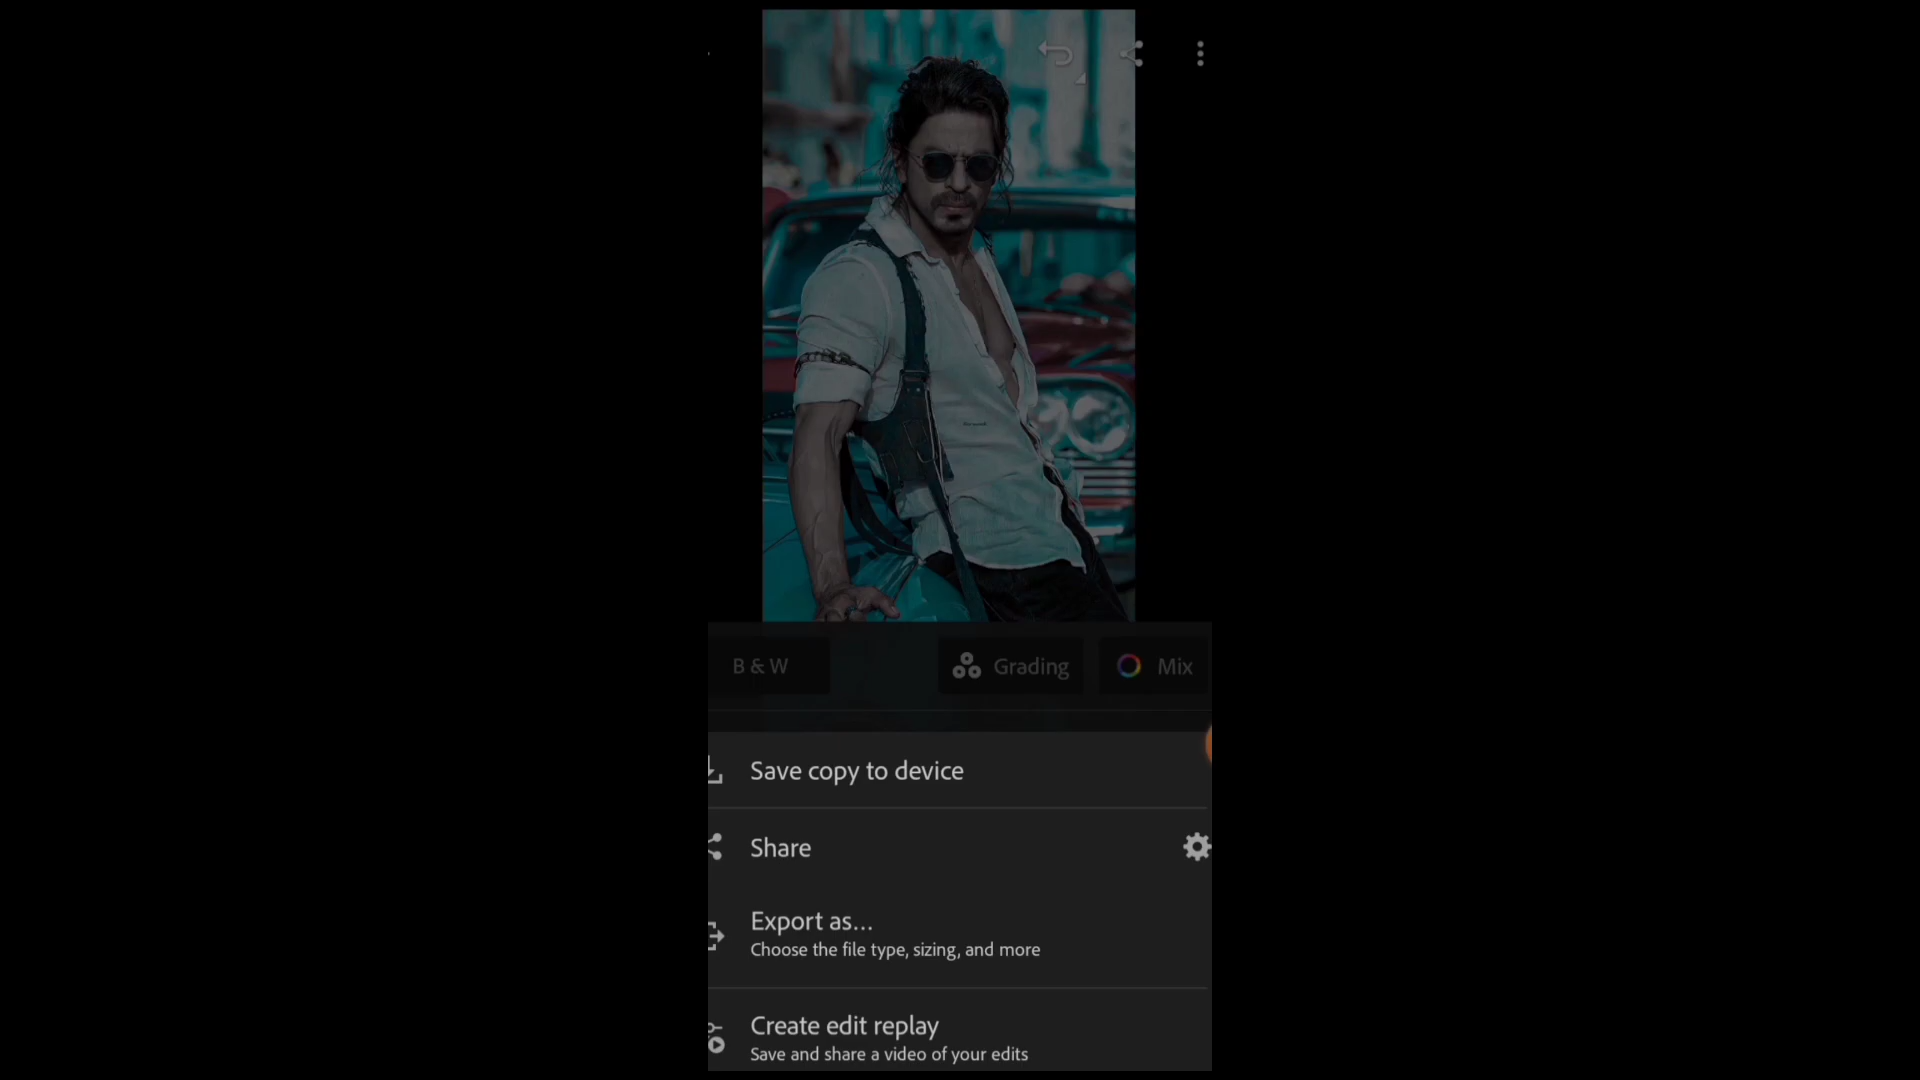 B & W
Grading
Mix
Save copy to device
Share
Export as...
Choose the file type, sizing, and more
Create edit replay
Save and share a video of your edits